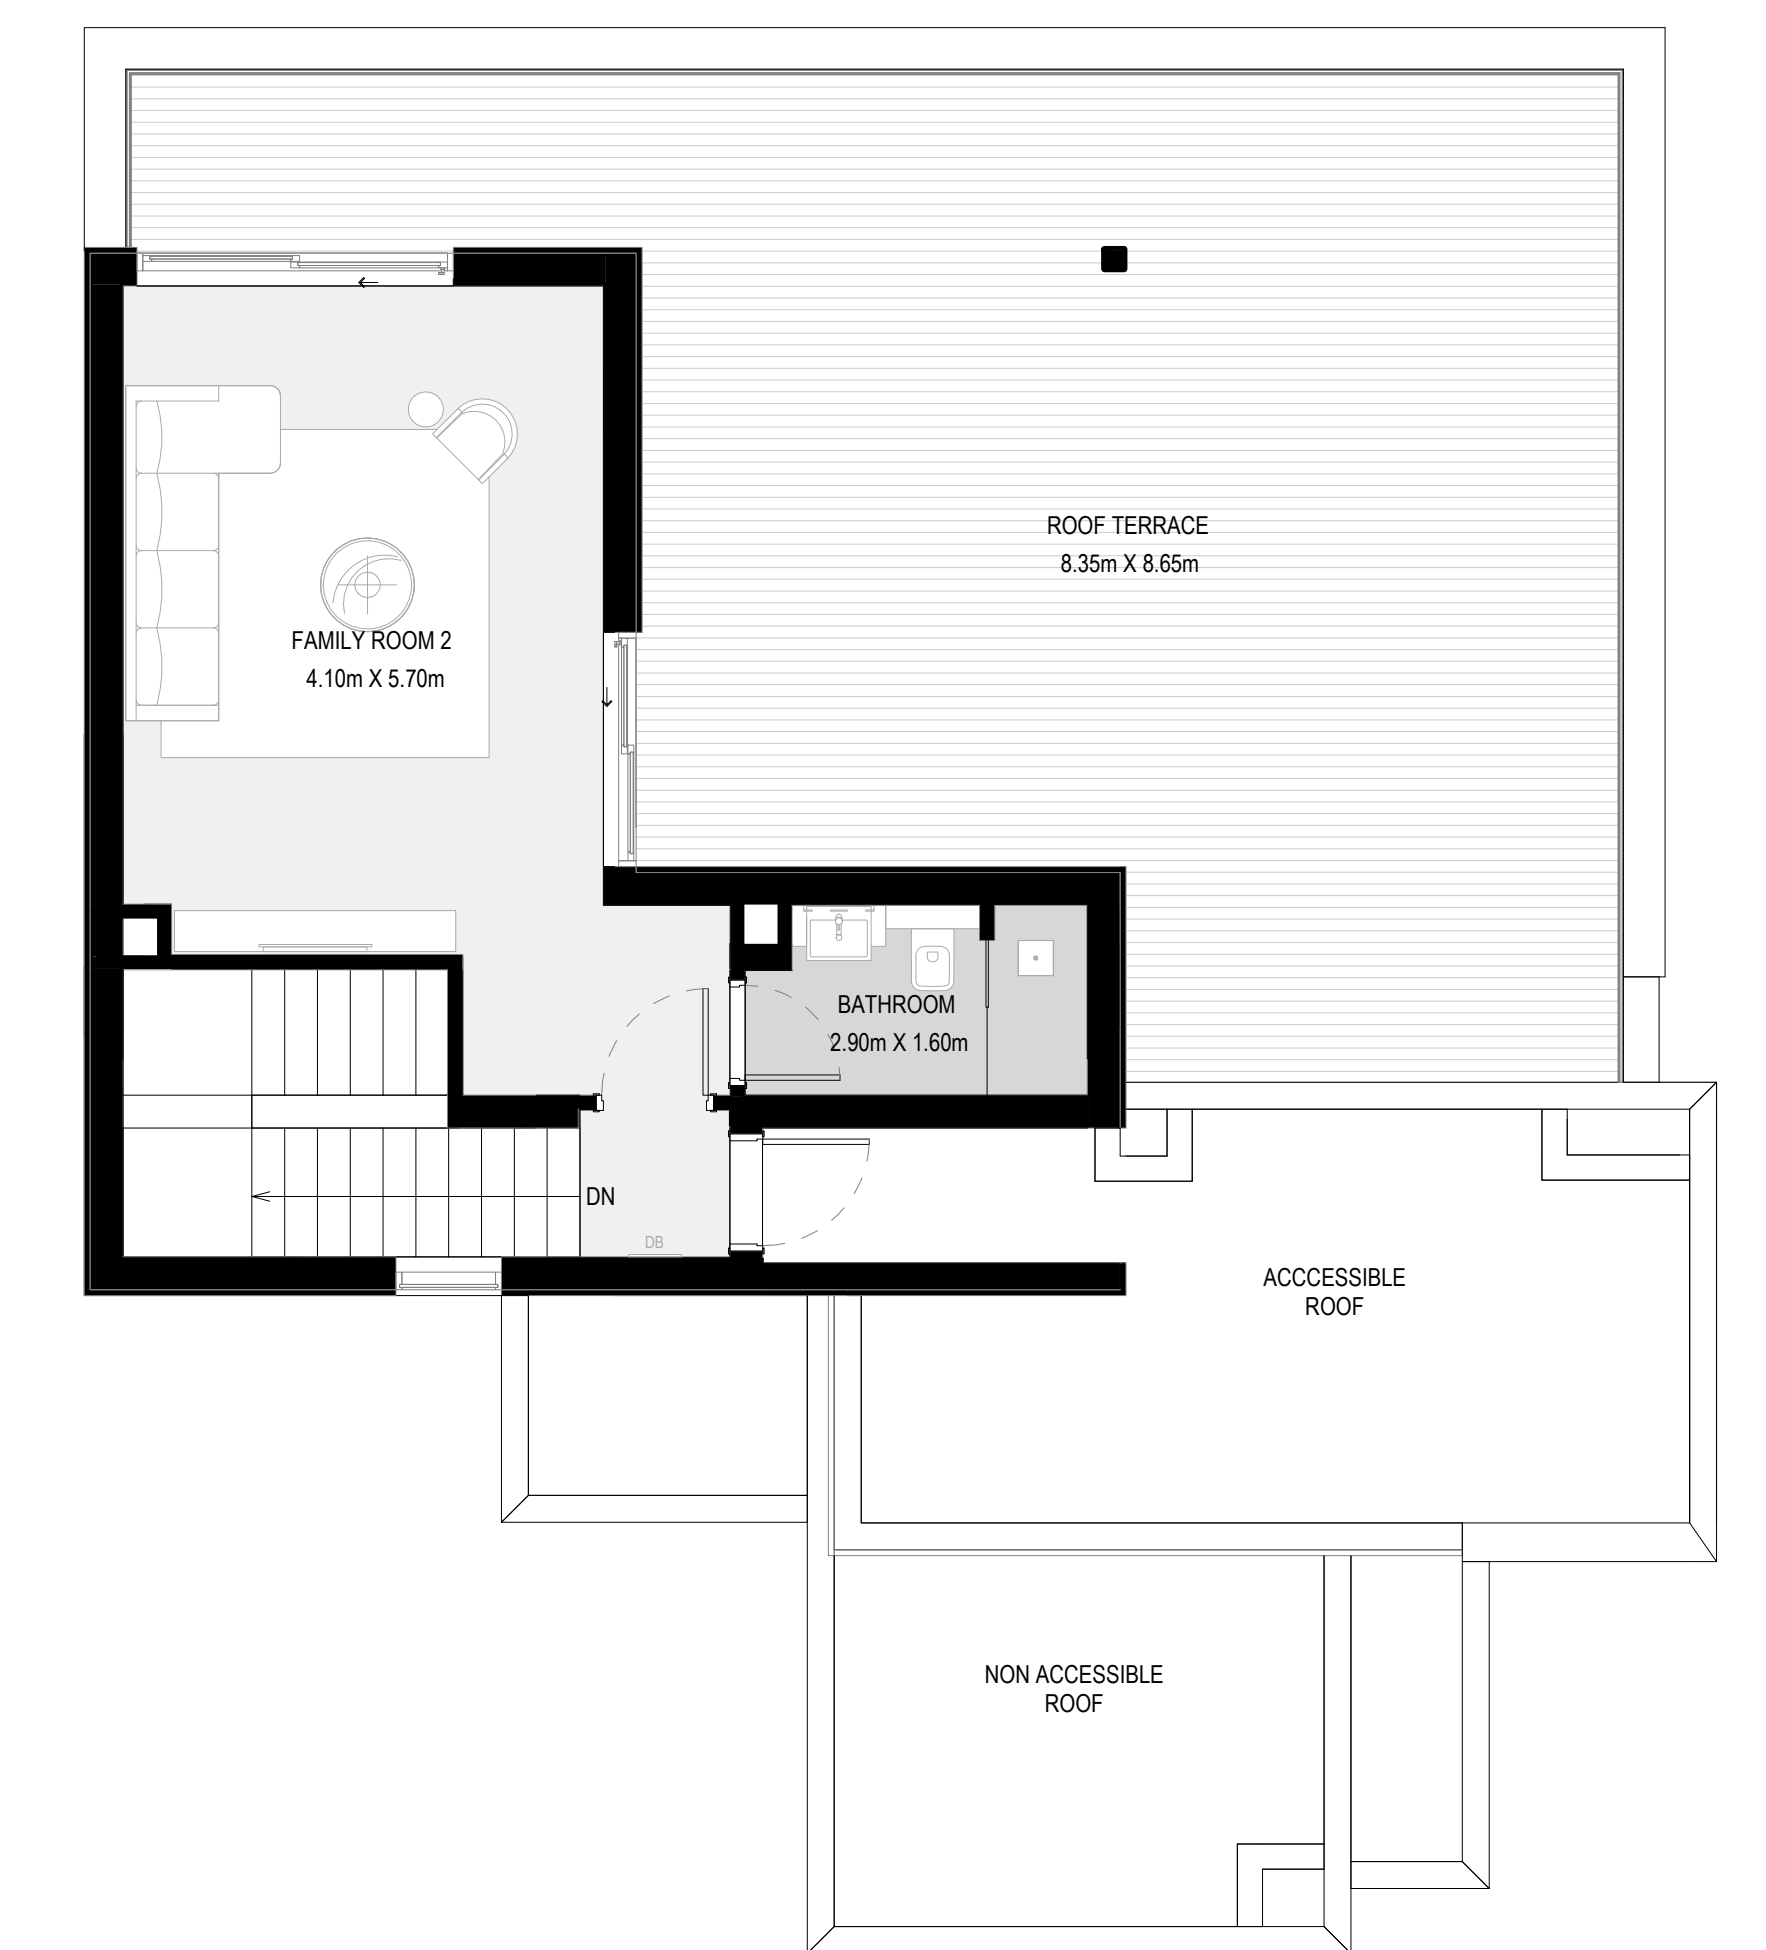 ROOF TERRACE
8.35m X 8.65m
FAMILY ROOM 2
4.10m X 5.70m
BATHROOM
2.90m X 1.60m
DN
DB
ACCCESSIBLE
ROOF
NON ACCESSIBLE
ROOF